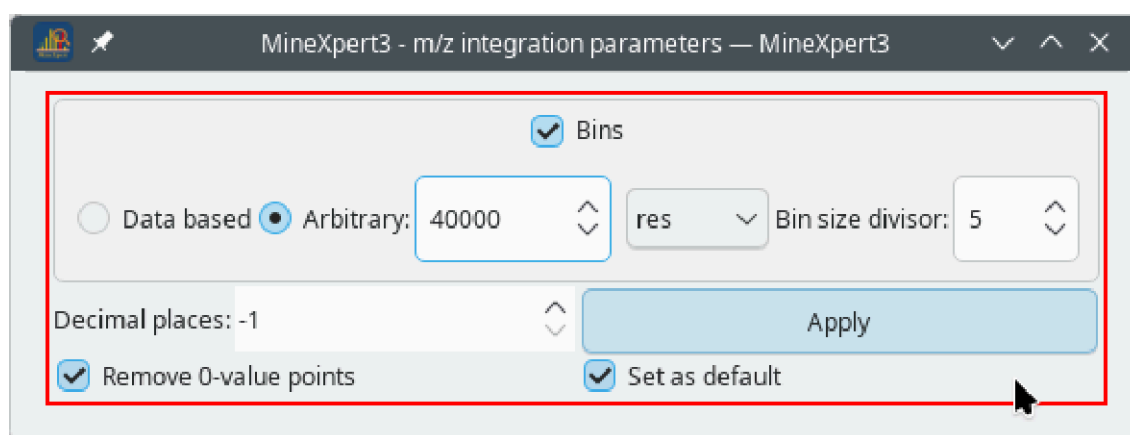 MineXpert3 - m/z integration parameters — MineXpert3
Bins
Data based Arbitrary: 40000 res Bin size divisor: 5
Decimal places: -1 Apply
Remove 0-value points Set as default